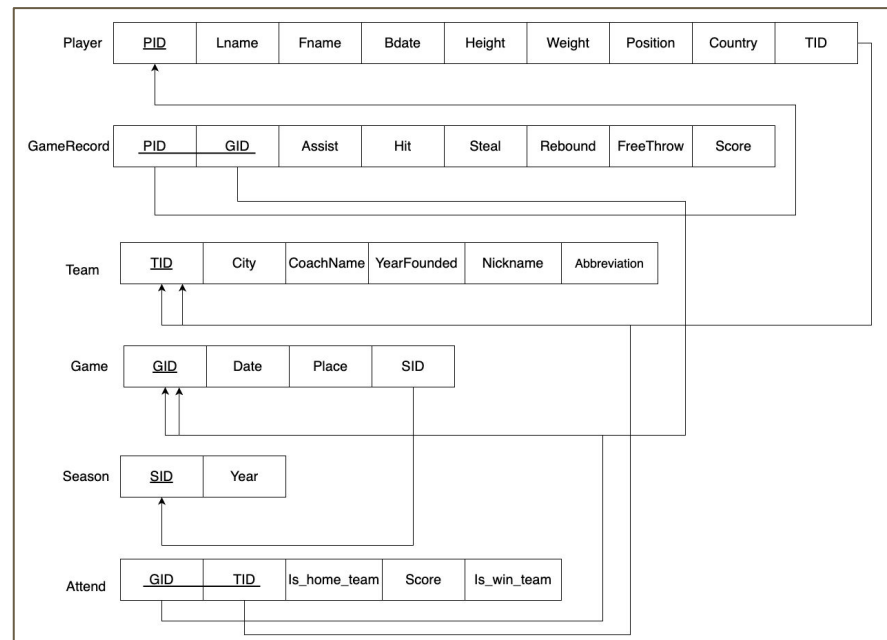 Player PID Lname Fname Bdate Height Weight Position Country TID
GameRecord PID GID Assist Hit Steal Rebound FreeThrow Score
Team TID City CoachName YearFounded Nickname Abbreviation
Game GID Date Place SID
Season SID Year
Attend GID TID Is_home_team Score Is_win_team